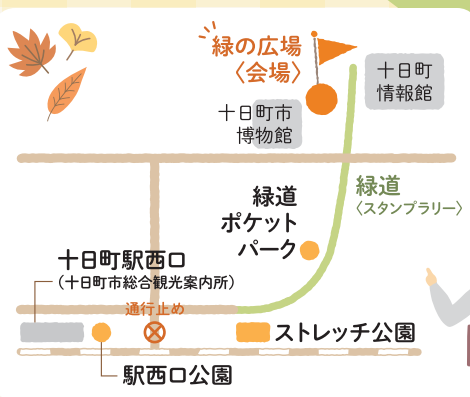 緑の広場
〈会場〉
十日町
情報館
十日町市
博物館
緑道
〈スタンプラリー〉
緑道
ポケット
パーク
十日町駅西口
（十日町市総合観光案内所）
通行止め
ストレッチ公園
駅西口公園